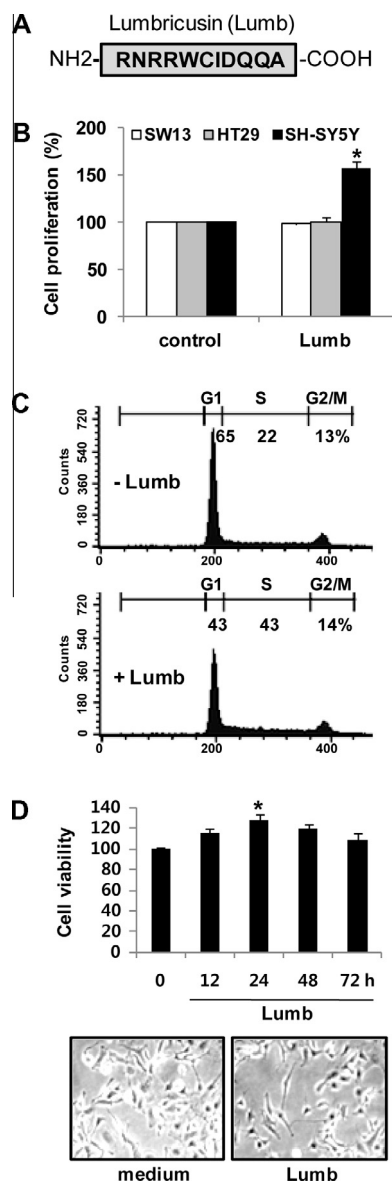 A
Lumbricusin (Lumb)
NH2- RNRRWCIDQQA -COOH
B
SW13 HT29 SH-SY5Y
Cell proliferation (%)
200
150
100
50
0
*
control Lumb
C
G1 S G2/M
65 22 13%
Counts
720
540
360
180
0
- Lumb
0 200 400
G1 S G2/M
43 43 14%
Counts
720
540
360
180
0
+ Lumb
0 200 400
D
Cell viability
140
120
100
80
60
40
20
0
*
0 12 24 48 72 h
Lumb
medium Lumb